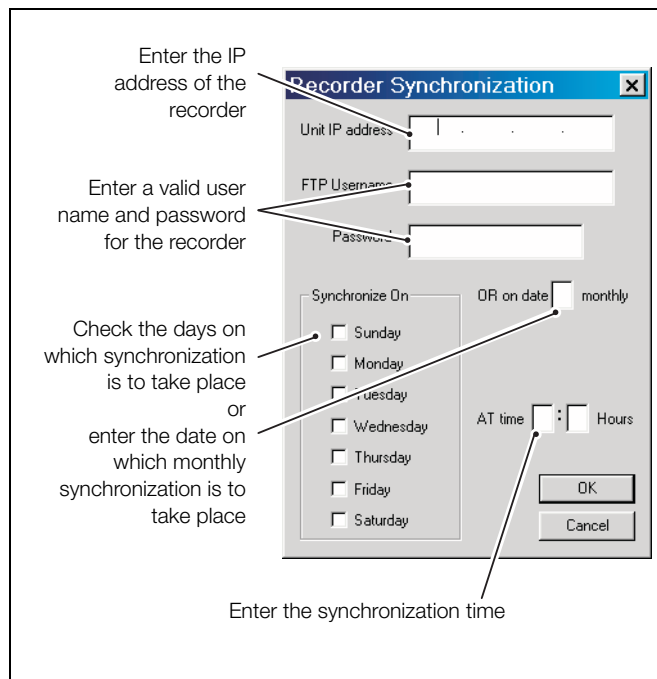 Enter the IP
address of the
recorder
Recorder Synchronization
Unit IP address
. . .
Enter a valid user
name and password
for the recorder
FTP Username
Password
Synchronize On
OR on date monthly
Check the days on
which synchronization
is to take place
or
enter the date on
which monthly
synchronization is to
take place
Sunday
Monday
Tuesday
Wednesday
Thursday
Friday
Saturday
AT time : Hours
OK
Cancel
Enter the synchronization time